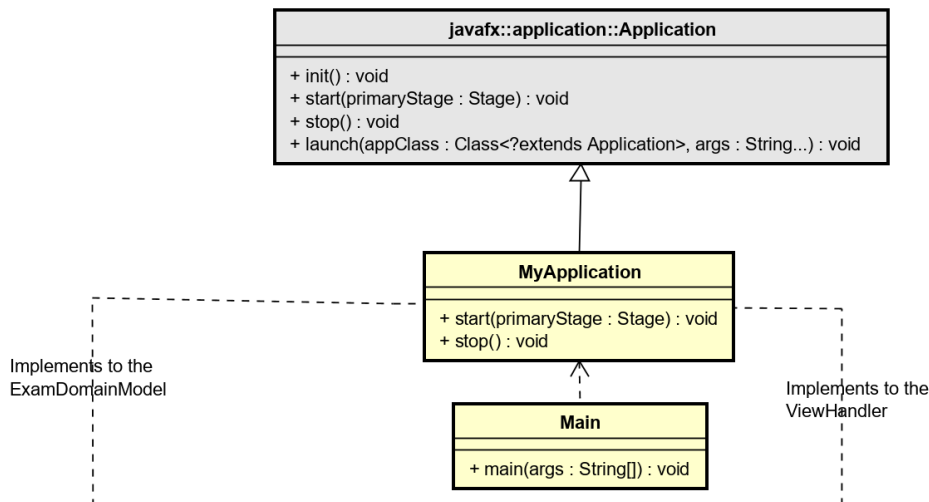 javafx::application::Application
+ init() : void
+ start(primaryStage : Stage) : void
+ stop() : void
+ launch(appClass : Class<?extends Application>, args : String...) : void
MyApplication
+ start(primaryStage : Stage) : void
+ stop() : void
Implements to the
ExamDomainModel
Implements to the
ViewHandler
Main
+ main(args : String[]) : void